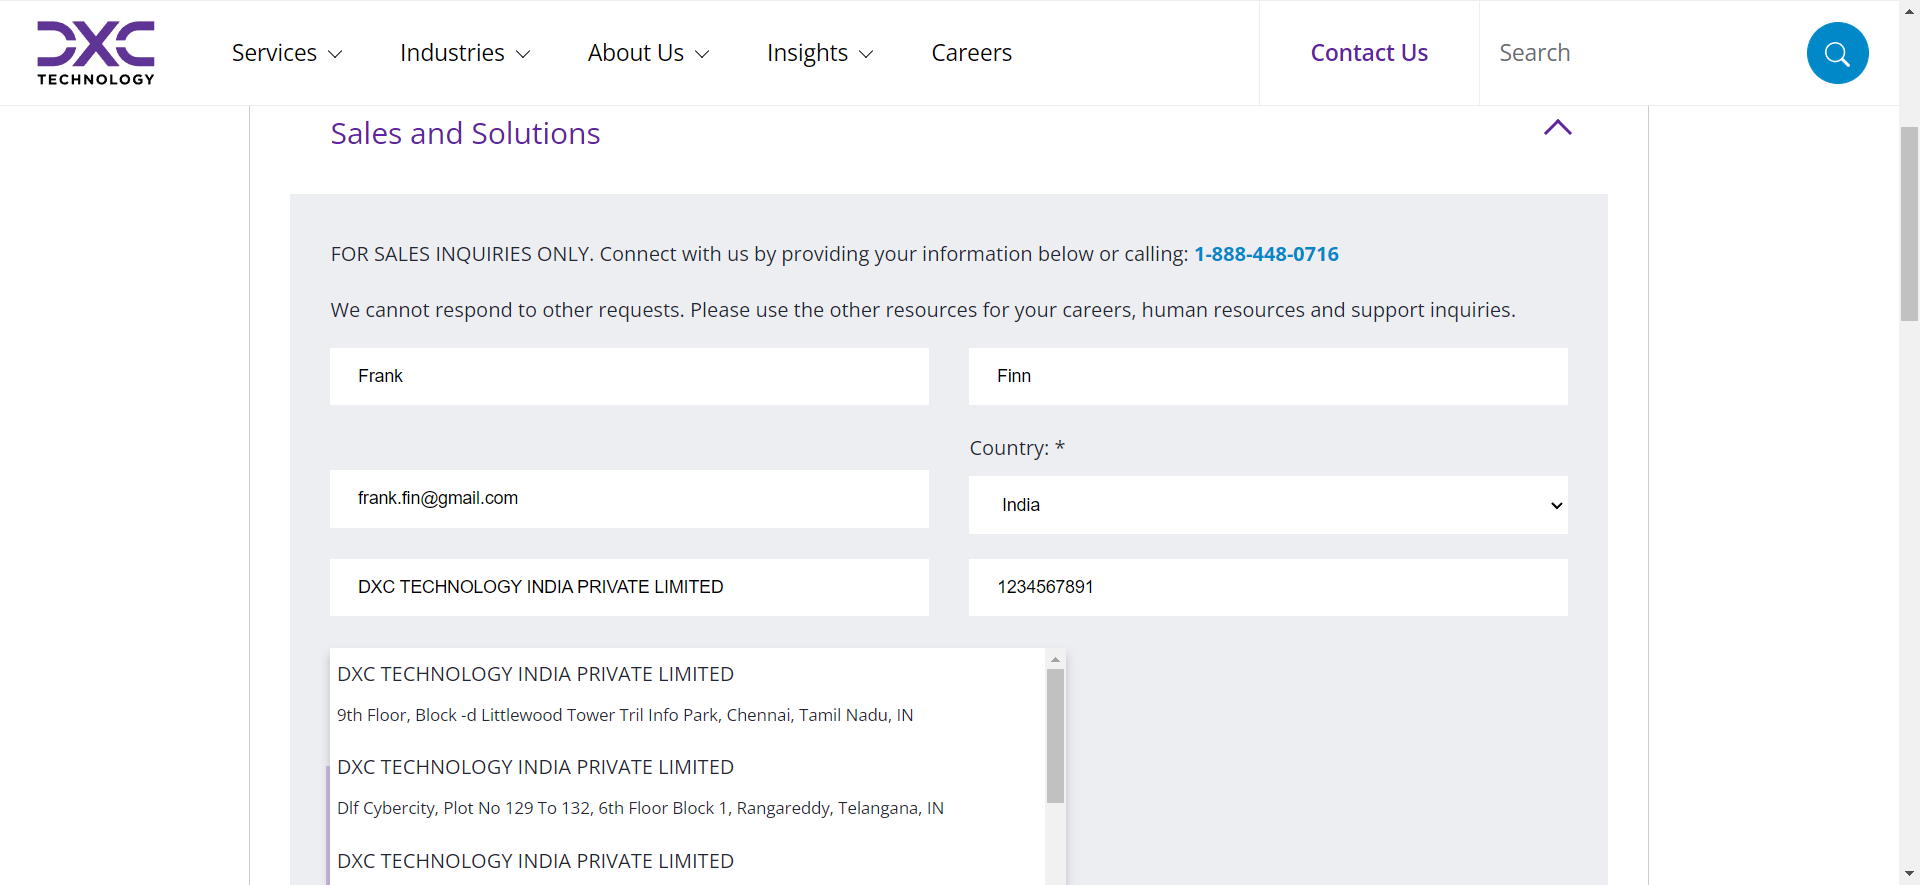 DXC
TECHNOLOGY
Services
Industries
About Us
Insights
Careers
Contact Us
Search
Sales and Solutions
FOR SALES INQUIRIES ONLY. Connect with us by providing your information below or calling: 1-888-448-0716
We cannot respond to other requests. Please use the other resources for your careers, human resources and support inquiries.
Frank
Finn
Country: *
frank.fin@gmail.com
India
DXC TECHNOLOGY INDIA PRIVATE LIMITED
1234567891
DXC TECHNOLOGY INDIA PRIVATE LIMITED
9th Floor, Block -d Littlewood Tower Tril Info Park, Chennai, Tamil Nadu, IN
DXC TECHNOLOGY INDIA PRIVATE LIMITED
Dlf Cybercity, Plot No 129 To 132, 6th Floor Block 1, Rangareddy, Telangana, IN
DXC TECHNOLOGY INDIA PRIVATE LIMITED